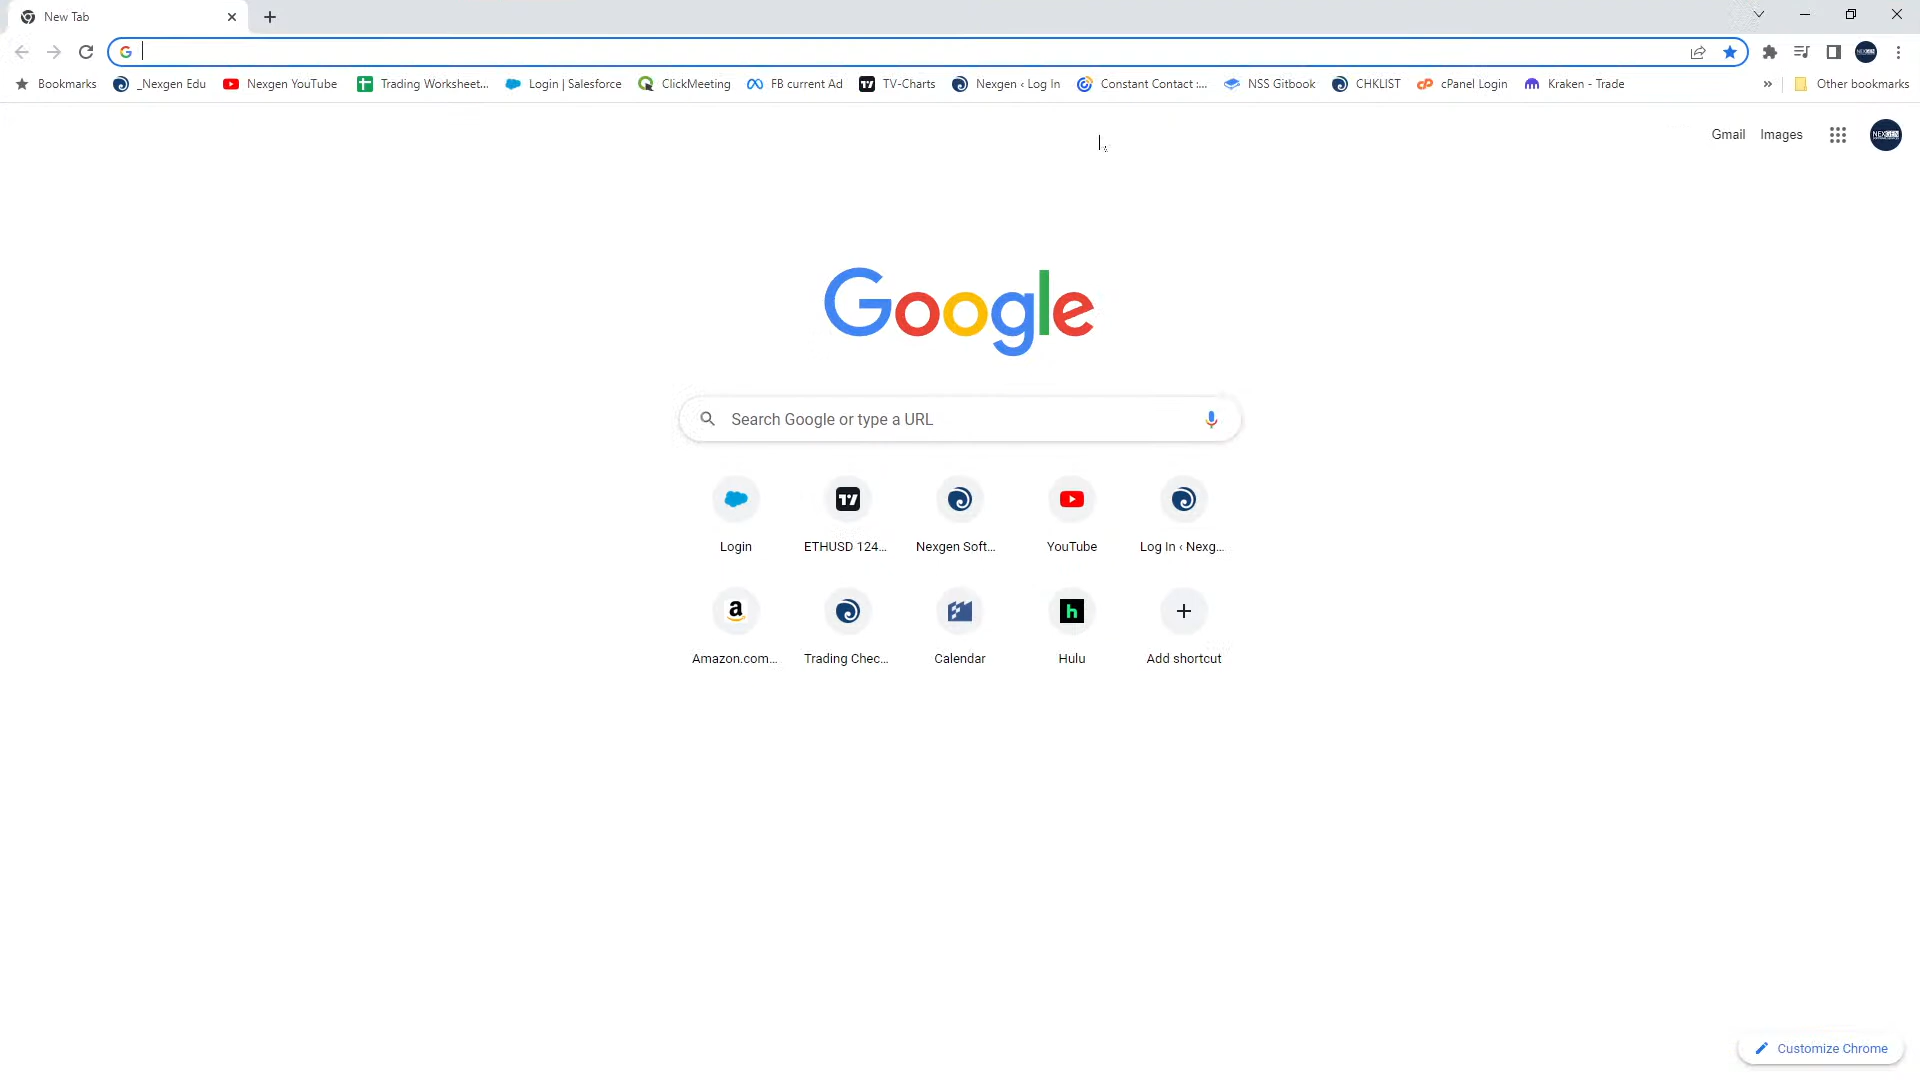 New Tab
Bookmarks _Nexgen Edu Nexgen YouTube Trading Worksheet... Login | Salesforce ClickMeeting FB current Ad TV-Charts Nexgen ‹ Log In Constant Contact :... NSS Gitbook CHKLIST cPanel Login Kraken - Trade » Other bookmarks
Gmail Images
Google
Search Google or type a URL
Login ETHUSD 124... Nexgen Soft... YouTube Log In ‹ Nexg...
Amazon.com... Trading Chec... Calendar Hulu Add shortcut
Customize Chrome